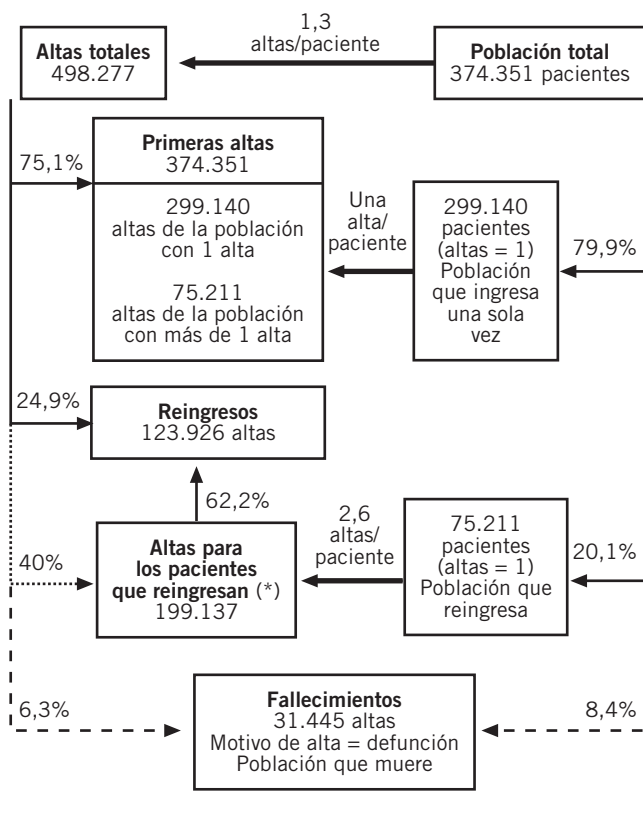 1,3
altas/paciente
Altas totales
498.277
Población total
374.351 pacientes
75,1%
Primeras altas
374.351
299.140
altas de la población
con 1 alta
75.211
altas de la población
con más de 1 alta
Una
alta/
paciente
299.140
pacientes
(altas = 1)
Población
que ingresa
una sola
vez
79,9%
24,9%
Reingresos
123.926 altas
62,2%
40%
Altas para
los pacientes
que reingresan (*)
199.137
2,6
altas/
paciente
75.211
pacientes
(altas = 1)
Población que
reingresa
20,1%
6,3%
Fallecimientos
31.445 altas
Motivo de alta = defunción
Población que muere
8,4%